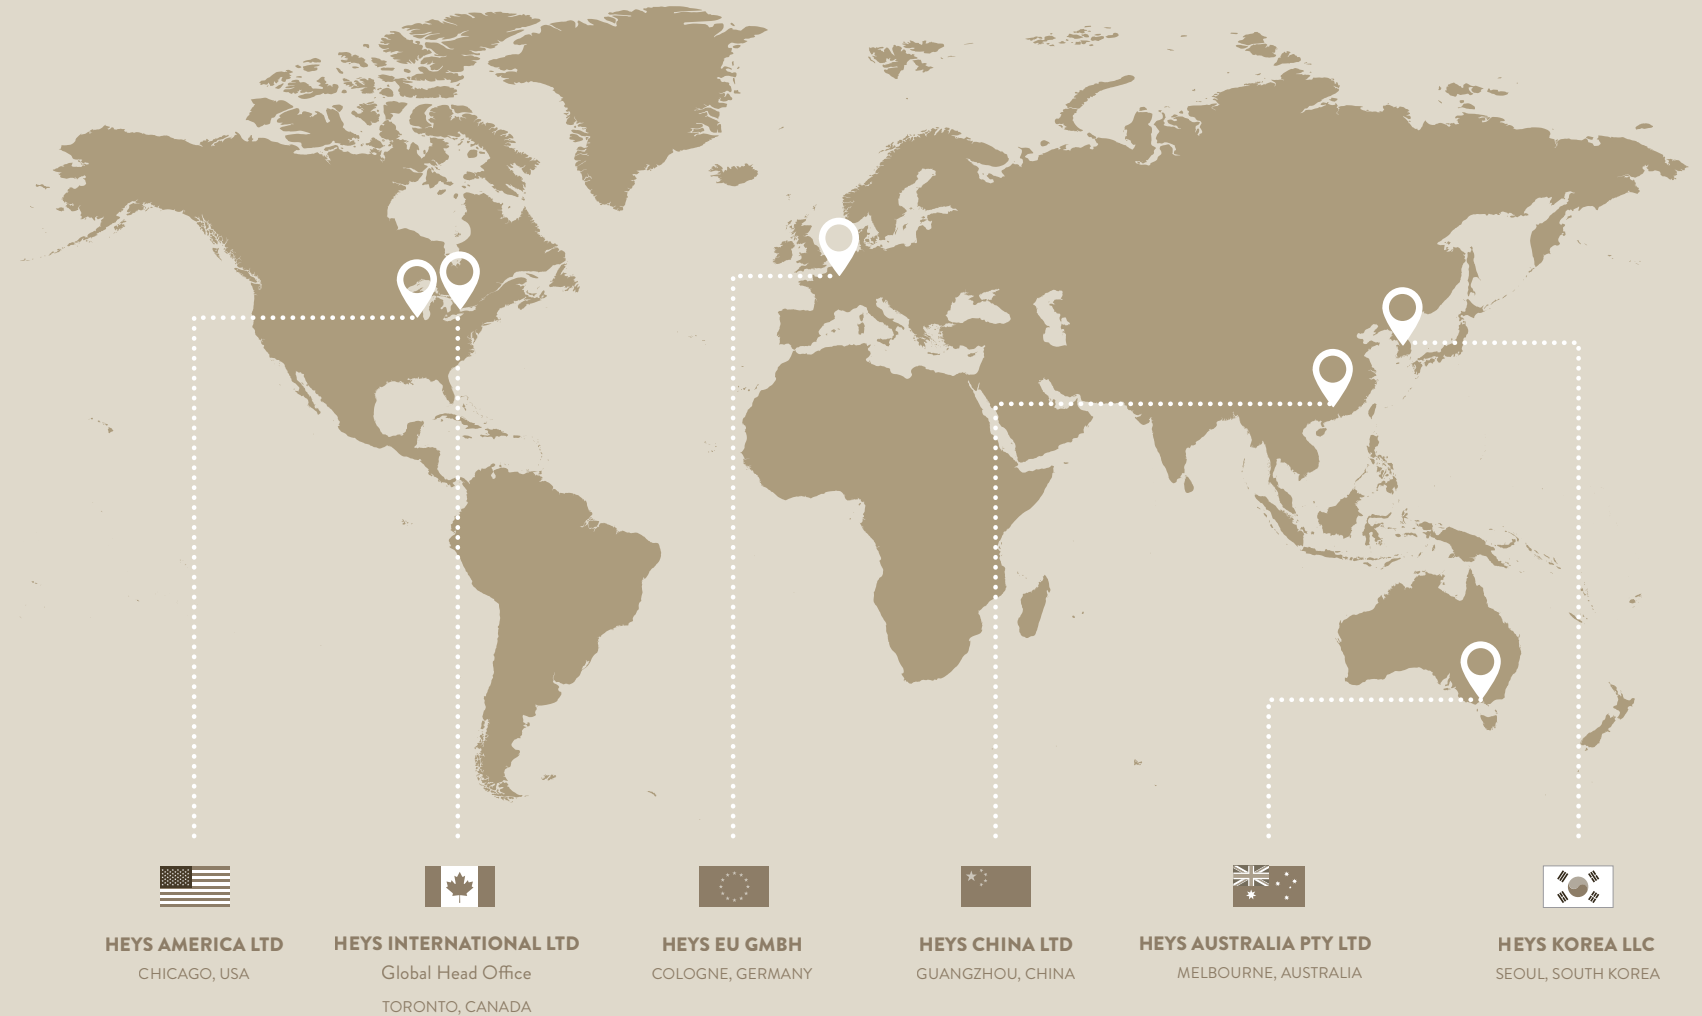 HEYS AMERICA LTD
CHICAGO, USA
HEYS INTERNATIONAL LTD
Global Head Office
TORONTO, CANADA
HEYS EU GMBH
COLOGNE, GERMANY
HEYS CHINA LTD
GUANGZHOU, CHINA
HEYS AUSTRALIA PTY LTD
MELBOURNE, AUSTRALIA
HEYS KOREA LLC
SEOUL, SOUTH KOREA